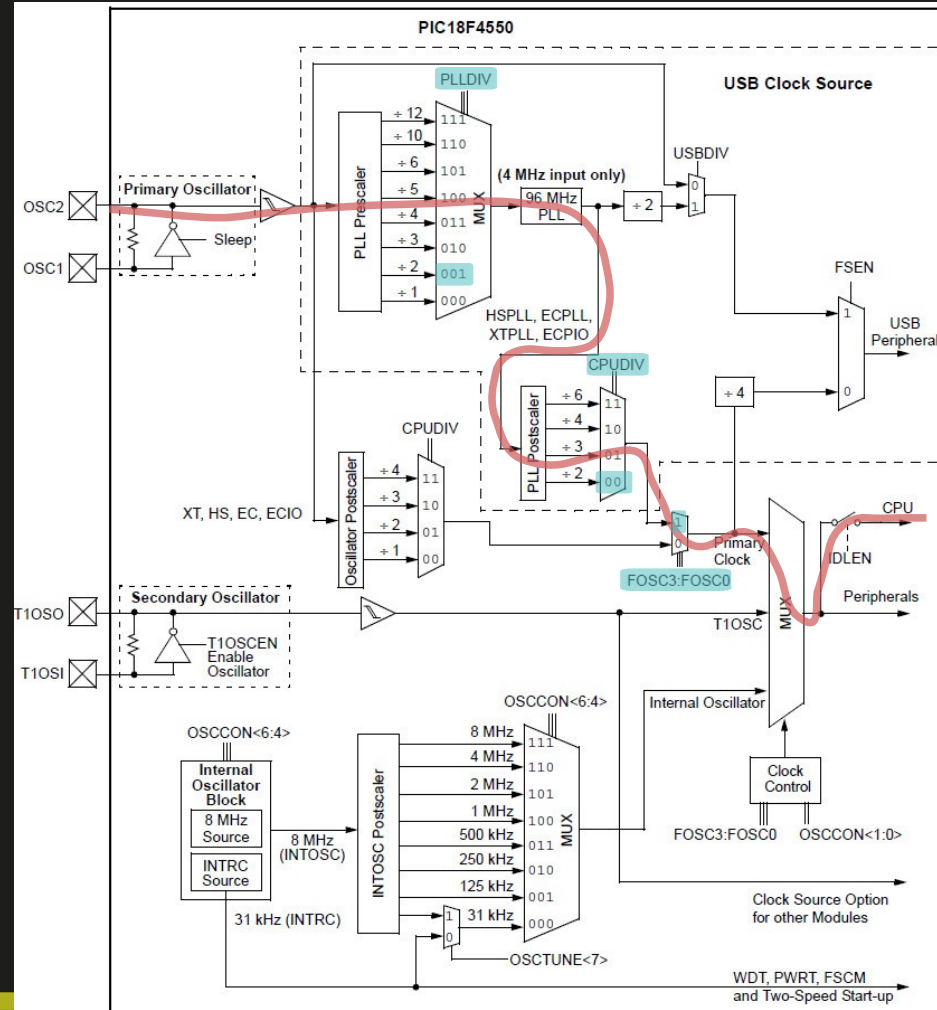 PIC18F4550
PLLDIV
USB Clock Source
÷ 12 111
÷ 10 110
÷ 6 101
÷ 5 100
÷ 4 011
÷ 3 010
÷ 2 001
÷ 1 000
PLL Prescaler
MUX
USBDIV
(4 MHz input only)
96 MHz
PLL
÷ 2
0
1
Primary Oscillator
OSC2
Sleep
OSC1
FSEN
1
USB
Peripheral
0
HSPLL, ECPLL,
XTPLL, ECPIO
CPUDIV
÷ 4
PLL Postscaler
÷ 6 11
÷ 4 10
÷ 3 01
÷ 2 00
CPUDIV
Oscillator Postscaler
÷ 4 11
÷ 3 10
÷ 2 01
÷ 1 00
XT, HS, EC, ECIO
1
0
Primary
Clock
FOSC3:FOSC0
CPU
IDLEN
Peripherals
MUX
Secondary Oscillator
T1OSO
T1OSCEN
Enable
Oscillator
T1OSI
T1OSC
Internal Oscillator
OSCCON<6:4>
OSCCON<6:4>
Internal
Oscillator
Block
8 MHz
Source
INTRC
Source
8 MHz
(INTOSC)
31 kHz (INTRC)
INTOSC Postscaler
8 MHz 111
4 MHz 110
2 MHz 101
1 MHz 100
500 kHz 011
250 kHz 010
125 kHz 001
1 31 kHz 000
0
MUX
OSCTUNE<7>
Clock
Control
FOSC3:FOSC0 OSCCON<1:0>
Clock Source Option
for other Modules
WDT, PWRT, FSCM
and Two-Speed Start-up